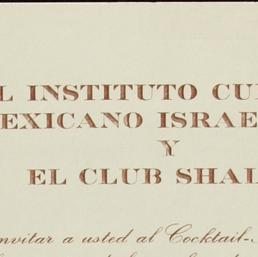 L INSTITUTO CU
EXICANO ISRAE
Y
EL CLUB SHAL
nvitar a usted al Cocktail-